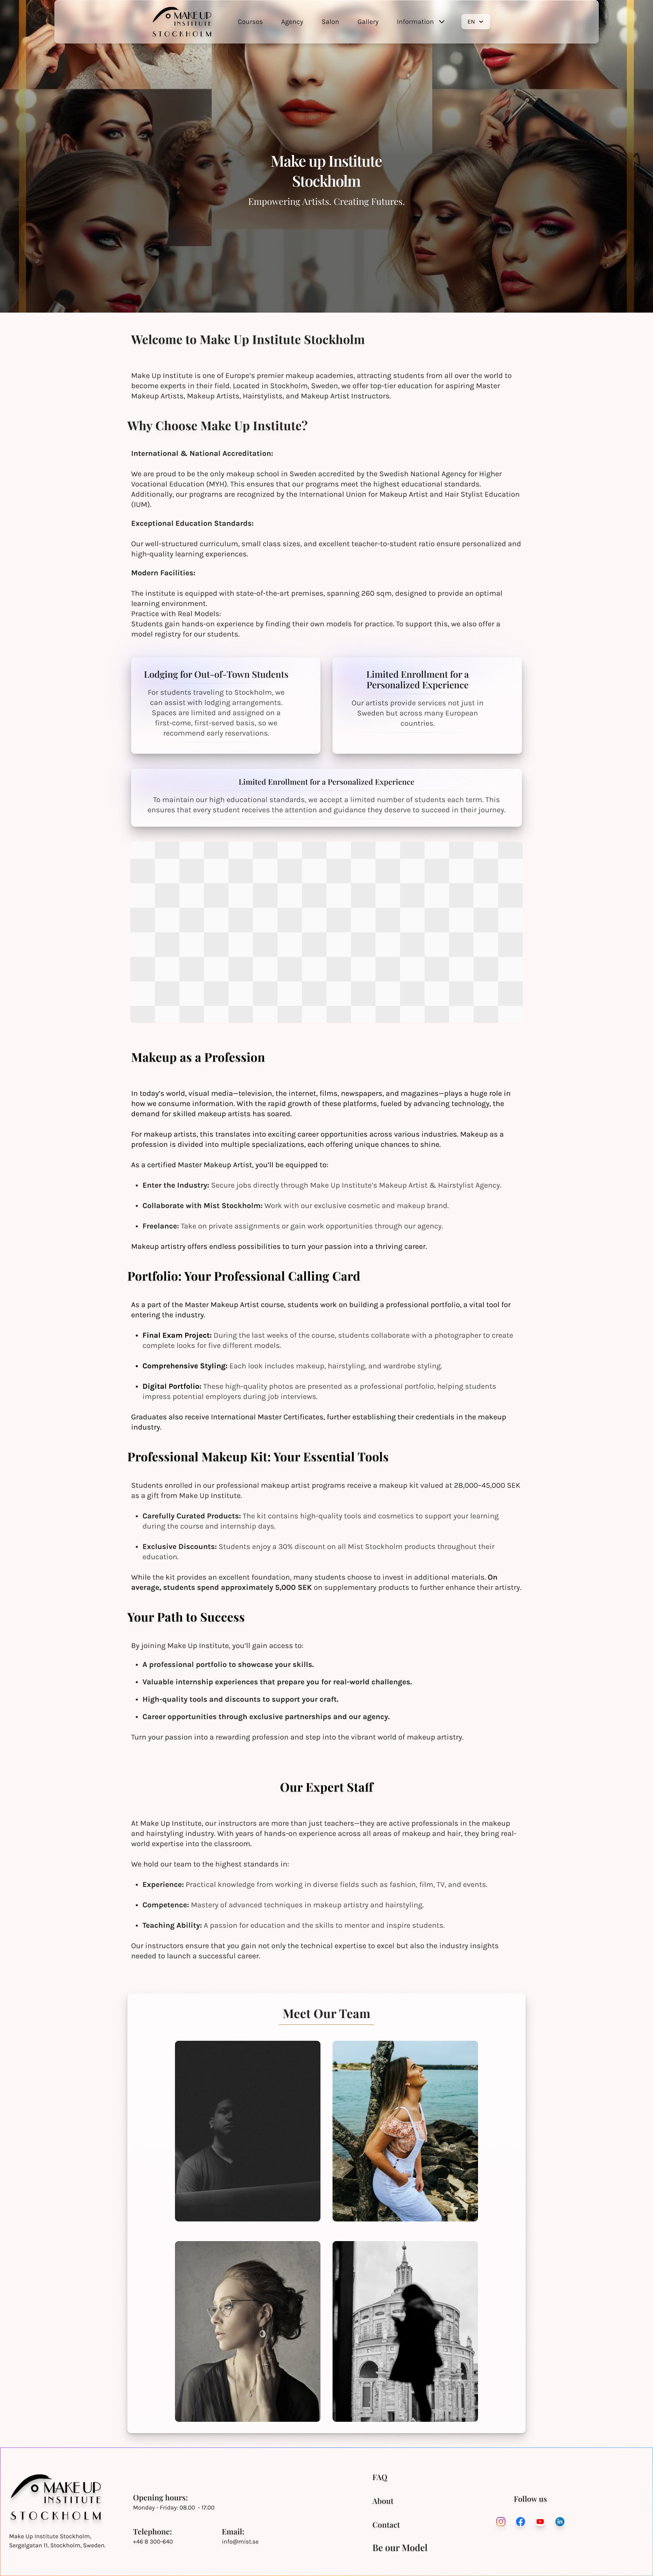 MAKEUP
INSTITUTE
STOCKHOLM
Courses
Agency
Salon
Gallery
Information
EN
Make up Institute
Stockholm
Empowering Artists. Creating Futures.
Welcome to Make Up Institute Stockholm
Make Up Institute is one of Europe’s premier makeup academies, attracting students from all over the world to
become experts in their field. Located in Stockholm, Sweden, we offer top-tier education for aspiring Master
Makeup Artists, Makeup Artists, Hairstylists, and Makeup Artist Instructors.
Why Choose Make Up Institute?
International & National Accreditation:
We are proud to be the only makeup school in Sweden accredited by the Swedish National Agency for Higher
Vocational Education (MYH). This ensures that our programs meet the highest educational standards.
Additionally, our programs are recognized by the International Union for Makeup Artist and Hair Stylist Education
(IUM).
Exceptional Education Standards:
Our well-structured curriculum, small class sizes, and excellent teacher-to-student ratio ensure personalized and
high-quality learning experiences.
Modern Facilities:
The institute is equipped with state-of-the-art premises, spanning 260 sqm, designed to provide an optimal
learning environment.
Practice with Real Models:
Students gain hands-on experience by finding their own models for practice. To support this, we also offer a
model registry for our students.
Lodging for Out-of-Town Students
For students traveling to Stockholm, we
can assist with lodging arrangements.
Spaces are limited and assigned on a
first-come, first-served basis, so we
recommend early reservations.
Limited Enrollment for a
Personalized Experience
Our artists provide services not just in
Sweden but across many European
countries.
Limited Enrollment for a Personalized Experience
To maintain our high educational standards, we accept a limited number of students each term. This
ensures that every student receives the attention and guidance they deserve to succeed in their journey.
Makeup as a Profession
In today’s world, visual media—television, the internet, films, newspapers, and magazines—plays a huge role in
how we consume information. With the rapid growth of these platforms, fueled by advancing technology, the
demand for skilled makeup artists has soared.
For makeup artists, this translates into exciting career opportunities across various industries. Makeup as a
profession is divided into multiple specializations, each offering unique chances to shine.
As a certified Master Makeup Artist, you’ll be equipped to:
• Enter the Industry: Secure jobs directly through Make Up Institute’s Makeup Artist & Hairstylist Agency.
• Collaborate with Mist Stockholm: Work with our exclusive cosmetic and makeup brand.
• Freelance: Take on private assignments or gain work opportunities through our agency.
Makeup artistry offers endless possibilities to turn your passion into a thriving career.
Portfolio: Your Professional Calling Card
As a part of the Master Makeup Artist course, students work on building a professional portfolio, a vital tool for
entering the industry.
• Final Exam Project: During the last weeks of the course, students collaborate with a photographer to create
complete looks for five different models.
• Comprehensive Styling: Each look includes makeup, hairstyling, and wardrobe styling.
• Digital Portfolio: These high-quality photos are presented as a professional portfolio, helping students
impress potential employers during job interviews.
Graduates also receive International Master Certificates, further establishing their credentials in the makeup
industry.
Professional Makeup Kit: Your Essential Tools
Students enrolled in our professional makeup artist programs receive a makeup kit valued at 28,000–45,000 SEK
as a gift from Make Up Institute.
• Carefully Curated Products: The kit contains high-quality tools and cosmetics to support your learning
during the course and internship days.
• Exclusive Discounts: Students enjoy a 30% discount on all Mist Stockholm products throughout their
education.
While the kit provides an excellent foundation, many students choose to invest in additional materials. On
average, students spend approximately 5,000 SEK on supplementary products to further enhance their artistry.
Your Path to Success
By joining Make Up Institute, you’ll gain access to:
• A professional portfolio to showcase your skills.
• Valuable internship experiences that prepare you for real-world challenges.
• High-quality tools and discounts to support your craft.
• Career opportunities through exclusive partnerships and our agency.
Turn your passion into a rewarding profession and step into the vibrant world of makeup artistry.
Our Expert Staff
At Make Up Institute, our instructors are more than just teachers—they are active professionals in the makeup
and hairstyling industry. With years of hands-on experience across all areas of makeup and hair, they bring real-
world expertise into the classroom.
We hold our team to the highest standards in:
• Experience: Practical knowledge from working in diverse fields such as fashion, film, TV, and events.
• Competence: Mastery of advanced techniques in makeup artistry and hairstyling.
• Teaching Ability: A passion for education and the skills to mentor and inspire students.
Our instructors ensure that you gain not only the technical expertise to excel but also the industry insights
needed to launch a successful career.
Meet Our Team
MAKEUP
INSTITUTE
STOCKHOLM
Make Up Institute Stockholm,
Sergelgatan 11, Stockholm, Sweden.
Opening hours:
Monday - Friday: 08.00 - 17.00
Telephone:
+46 8 300-640
Email:
info@mist.se
FAQ
About
Contact
Be our Model
Follow us